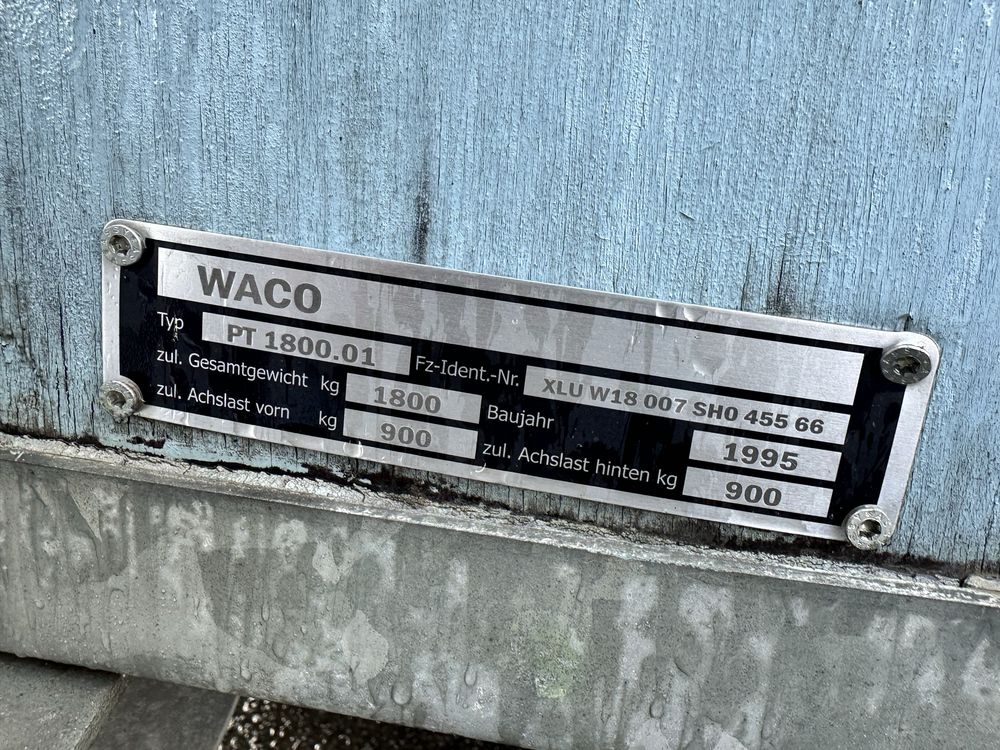 WACO
Typ PT 1800.01 Fz-Ident.-Nr. XLU W18 007 SH0 455 66
zul. Gesamtgewicht kg 1800 Baujahr 1995
zul. Achslast vorn kg 900 zul. Achslast hinten kg 900